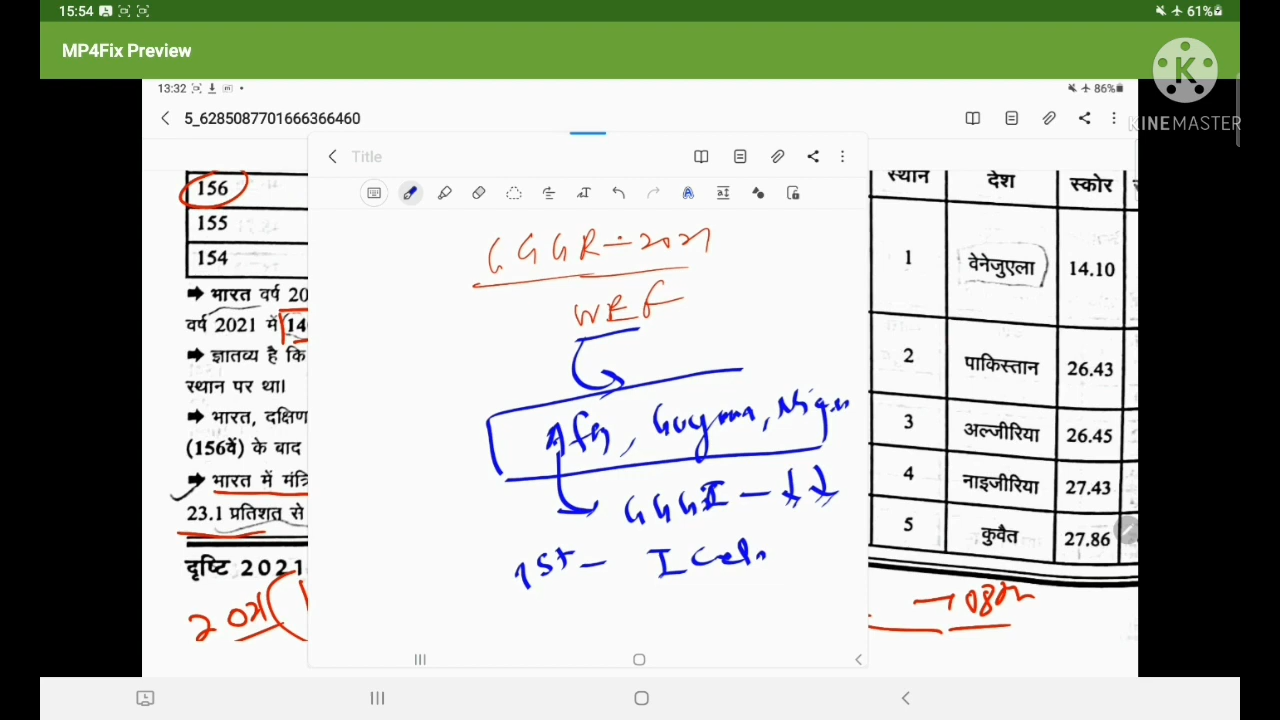 15:54 61%
MP4Fix Preview
KINEMASTER
13:32 86%
5_6285087701666366460
Title
156
155
154
➡ भारत वर्ष 20
वर्ष 2021 में 14
➡ ज्ञातव्य है कि
स्थान पर था।
➡ भारत, दक्षिण
(156वें) के बाद
➡ भारत में मंत्रि
23.1 प्रतिशत से
दृष्टि 2021
2021
GGGR-2021
WEF
Afg, Guyana,
GGGI -
1st -
स्थान देश स्कोर
1 वेनेजुएला 14.10
2 पाकिस्तान 26.43
3 अल्जीरिया 26.45
4 नाइजीरिया 27.43
5 कुवैत 27.86